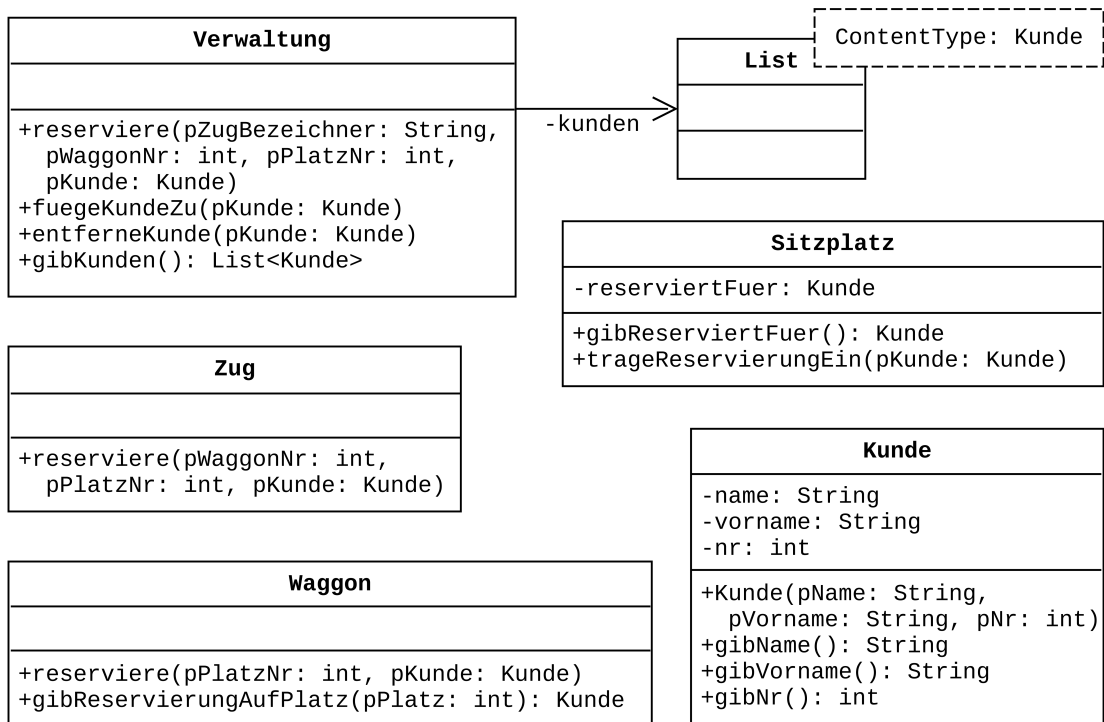 Verwaltung
+reserviere(pZugBezeichner: String,
pWaggonNr: int, pPlatzNr: int,
pKunde: Kunde)
+fuegeKundeZu(pKunde: Kunde)
+entferneKunde(pKunde: Kunde)
+gibKunden(): List<Kunde>
-kunden
ContentType: Kunde
List
Sitzplatz
-reserviertFuer: Kunde
+gibReserviertFuer(): Kunde
+trageReservierungEin(pKunde: Kunde)
Zug
+reserviere(pWaggonNr: int,
pPlatzNr: int, pKunde: Kunde)
Kunde
-name: String
-vorname: String
-nr: int
+Kunde(pName: String,
pVorname: String, pNr: int)
+gibName(): String
+gibVorname(): String
+gibNr(): int
Waggon
+reserviere(pPlatzNr: int, pKunde: Kunde)
+gibReservierungAufPlatz(pPlatz: int): Kunde